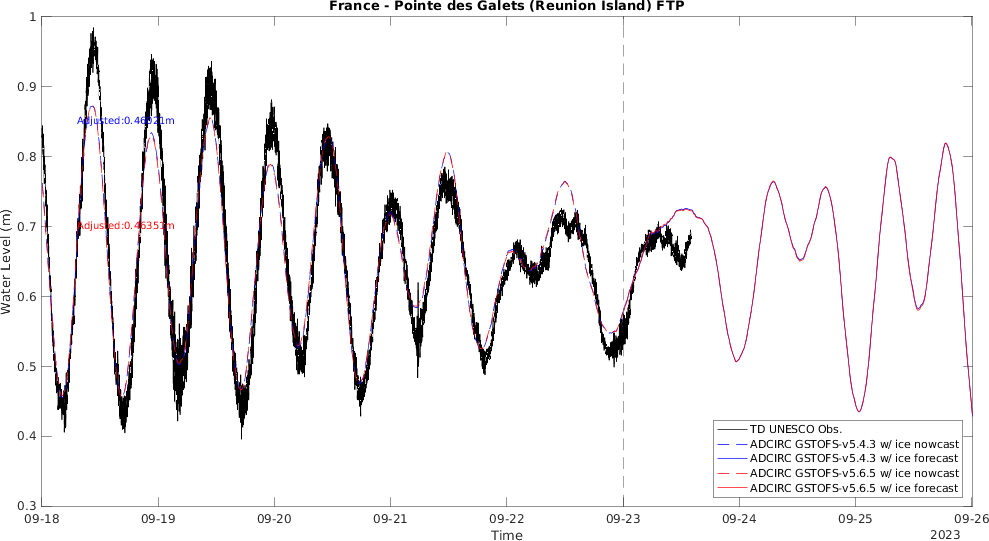 France - Pointe des Galets (Reunion Island) FTP
1
0.9
0.8
0.7
0.6
0.5
0.4
0.3
Water Level (m)
Adjusted:0.46321m
Adjusted:0.46351m
TD UNESCO Obs.
ADCIRC GSTOFS-v5.4.3 w/ ice nowcast
ADCIRC GSTOFS-v5.4.3 w/ ice forecast
ADCIRC GSTOFS-v5.6.5 w/ ice nowcast
ADCIRC GSTOFS-v5.6.5 w/ ice forecast
09-18
09-19
09-20
09-21
09-22
09-23
09-24
09-25
09-26
Time
2023